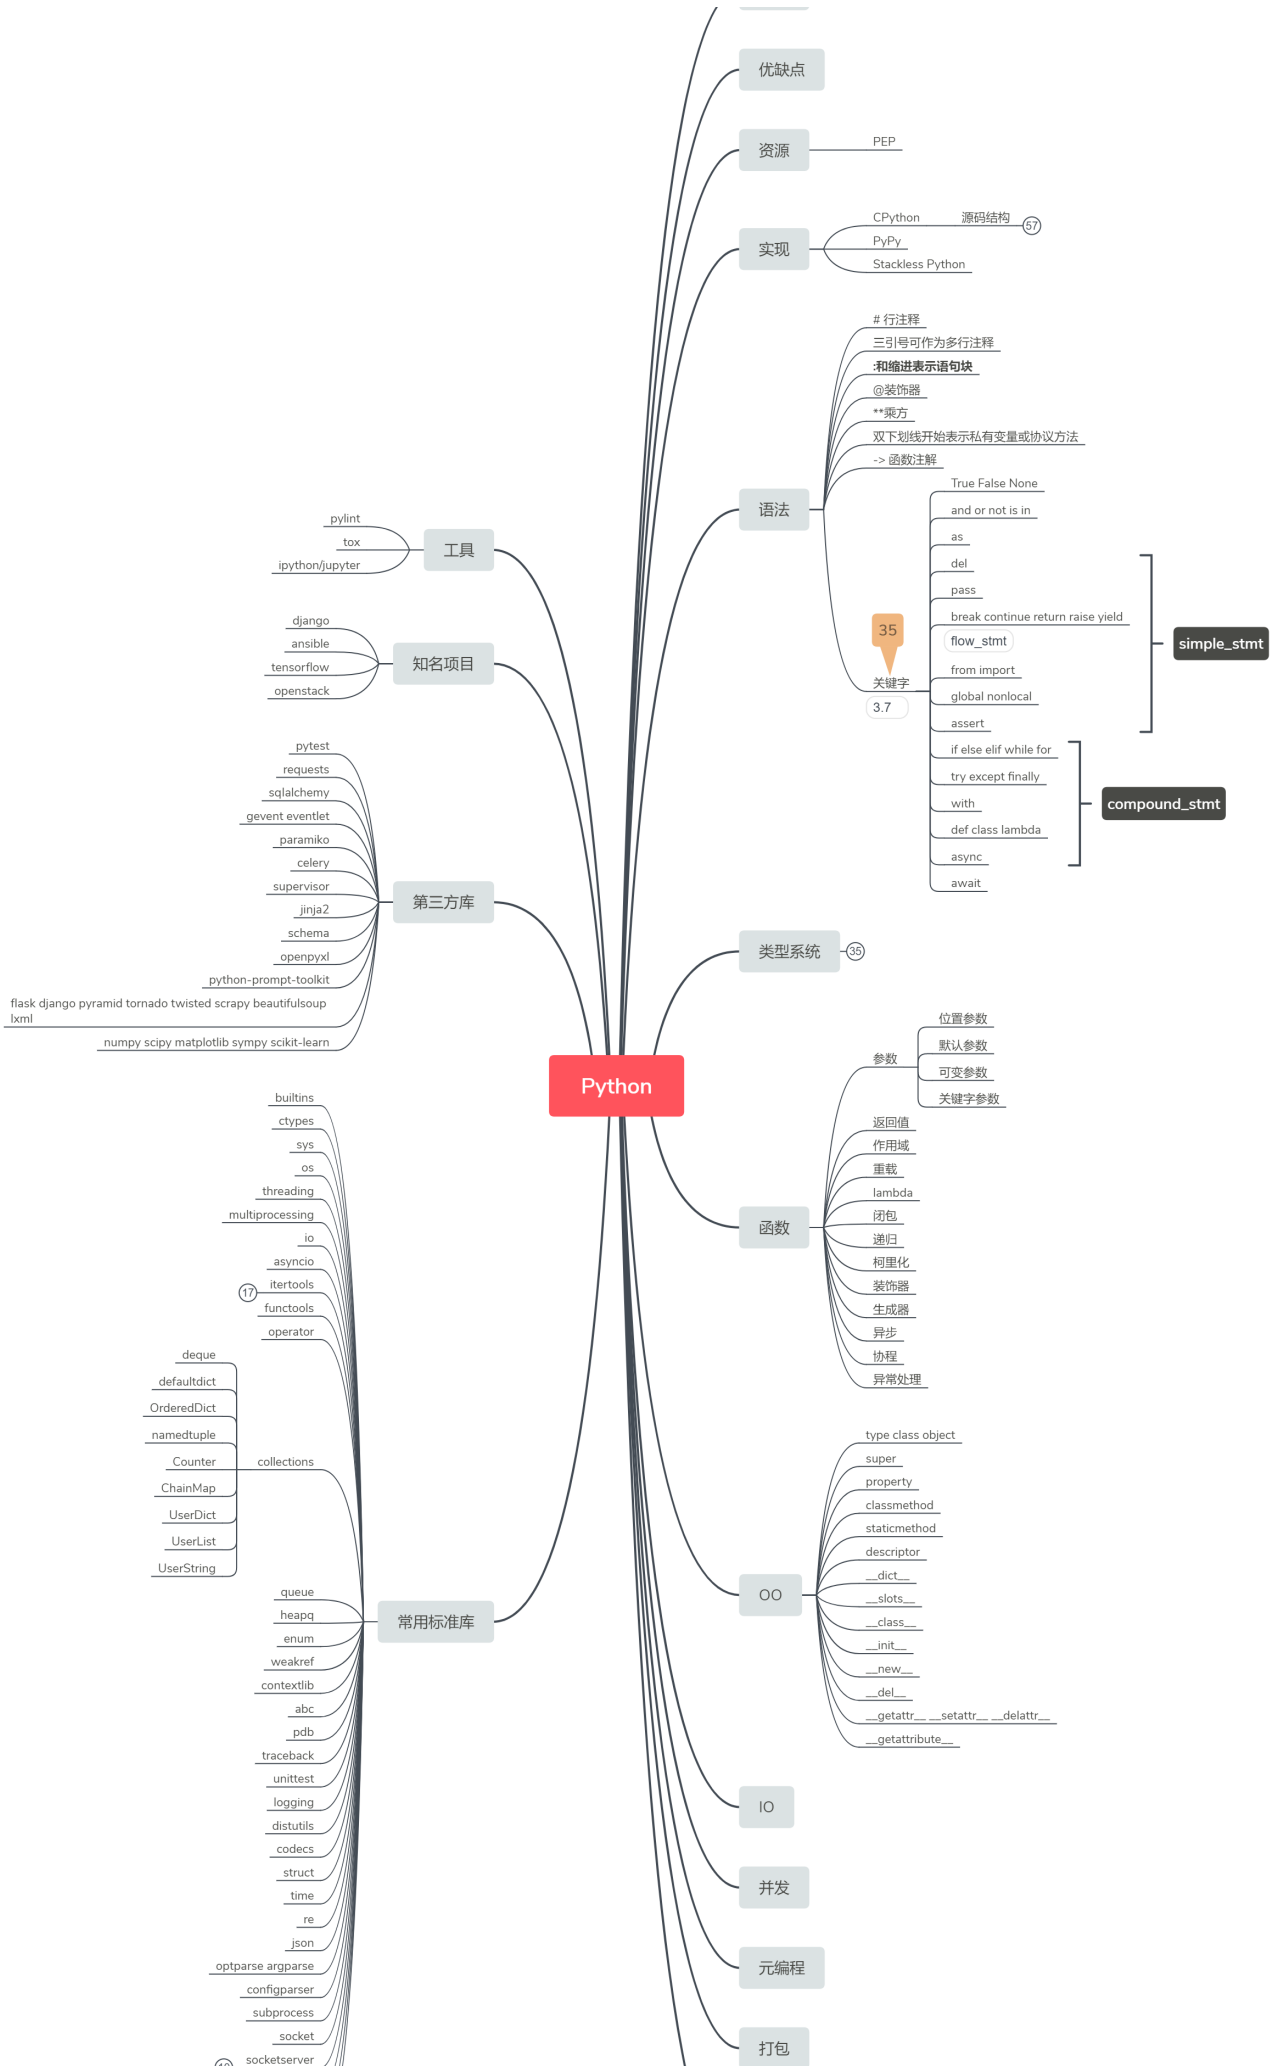 优缺点
资源
PEP
实现
CPython
源码结构
57
PyPy
Stackless Python
语法
# 行注释
三引号可作为多行注释
:和缩进表示语句块
@装饰器
**乘方
双下划线开始表示私有变量或协议方法
-> 函数注解
35
关键字
3.7
True False None
and or not is in
as
del
pass
break continue return raise yield
flow_stmt
from import
global nonlocal
assert
if else elif while for
try except finally
with
def class lambda
async
await
simple_stmt
compound_stmt
类型系统
35
函数
参数
位置参数
默认参数
可变参数
关键字参数
返回值
作用域
重载
lambda
闭包
递归
柯里化
装饰器
生成器
异步
协程
异常处理
OO
type class object
super
property
classmethod
staticmethod
descriptor
__dict__
__slots__
__class__
__init__
__new__
__del__
__getattr__ __setattr__ __delattr__
__getattribute__
IO
并发
元编程
打包
Python
工具
pylint
tox
ipython/jupyter
知名项目
django
ansible
tensorflow
openstack
第三方库
pytest
requests
sqlalchemy
gevent eventlet
paramiko
celery
supervisor
jinja2
schema
openpyxl
python-prompt-toolkit
flask django pyramid tornado twisted scrapy beautifulsoup
lxml
numpy scipy matplotlib sympy scikit-learn
常用标准库
builtins
ctypes
sys
os
threading
multiprocessing
io
asyncio
itertools
17
functools
operator
collections
deque
defaultdict
OrderedDict
namedtuple
Counter
ChainMap
UserDict
UserList
UserString
queue
heapq
enum
weakref
contextlib
abc
pdb
traceback
unittest
logging
distutils
codecs
struct
time
re
json
optparse argparse
configparser
subprocess
socket
socketserver